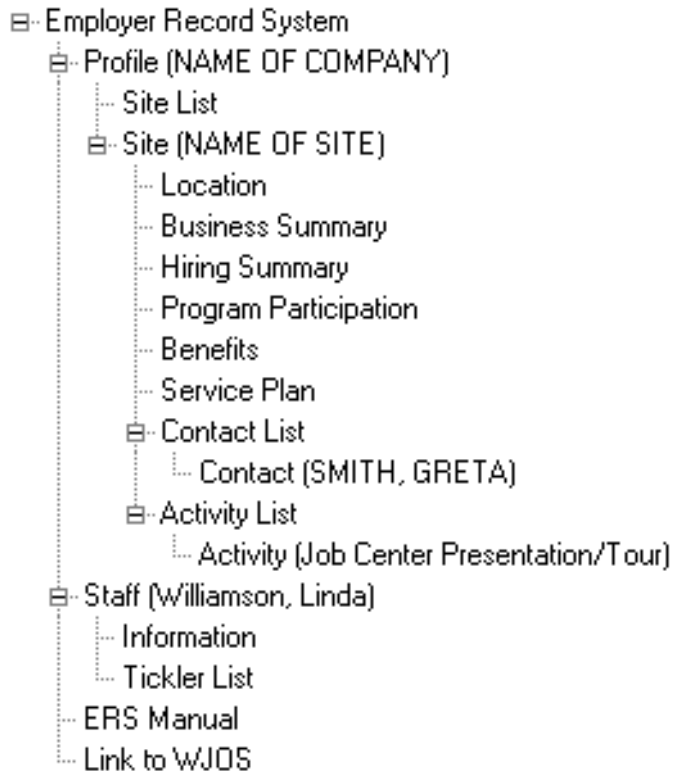 Employer Record System
Profile (NAME OF COMPANY)
Site List
Site (NAME OF SITE)
Location
Business Summary
Hiring Summary
Program Participation
Benefits
Service Plan
Contact List
Contact (SMITH, GRETA)
Activity List
Activity (Job Center Presentation/Tour)
Staff (Williamson, Linda)
Information
Tickler List
ERS Manual
Link to WJOS